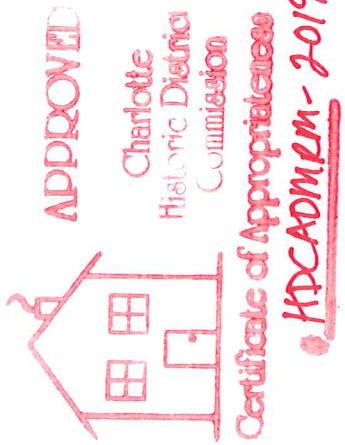 APPROVED
Charlotte
Historic District
Commission
Certificate of Appropriateness
# HDCADMRM-2019